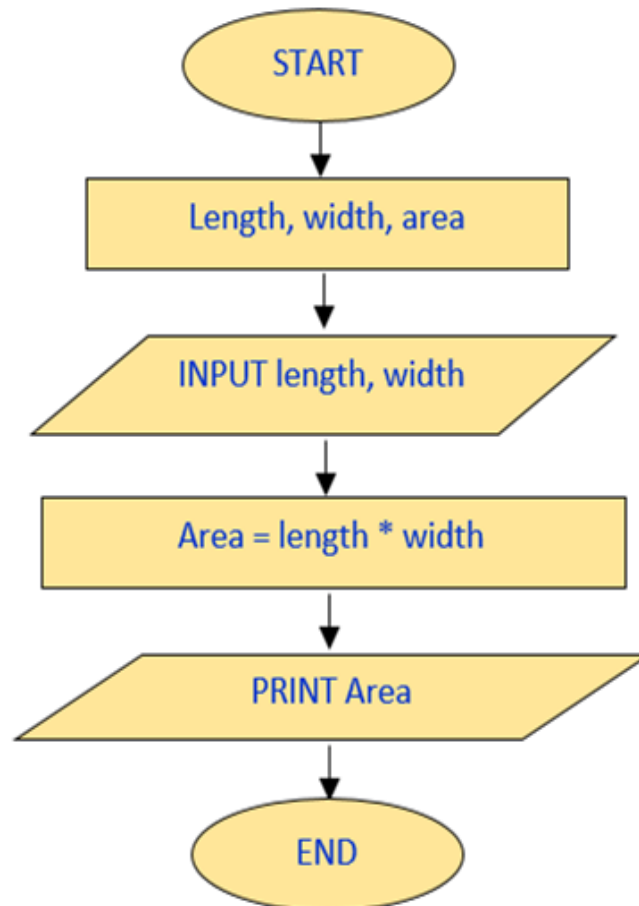 START
Length, width, area
INPUT length, width
Area = length * width
PRINT Area
END